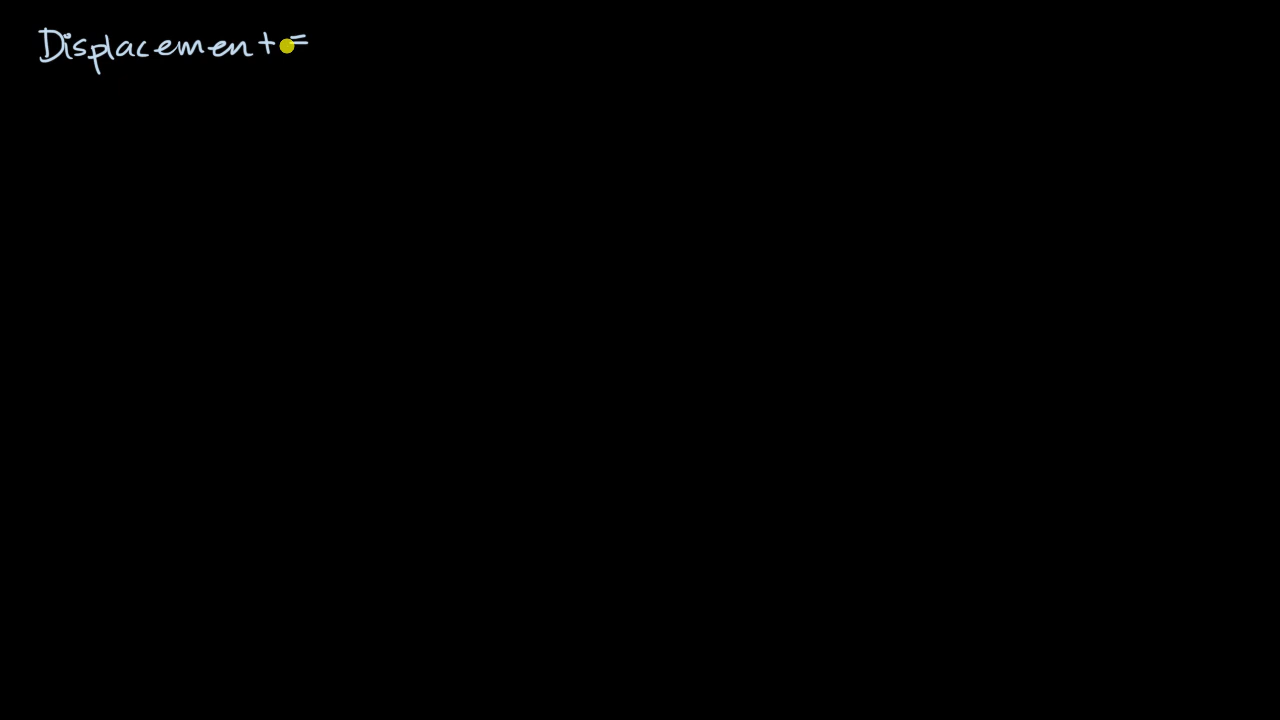 Displacement =